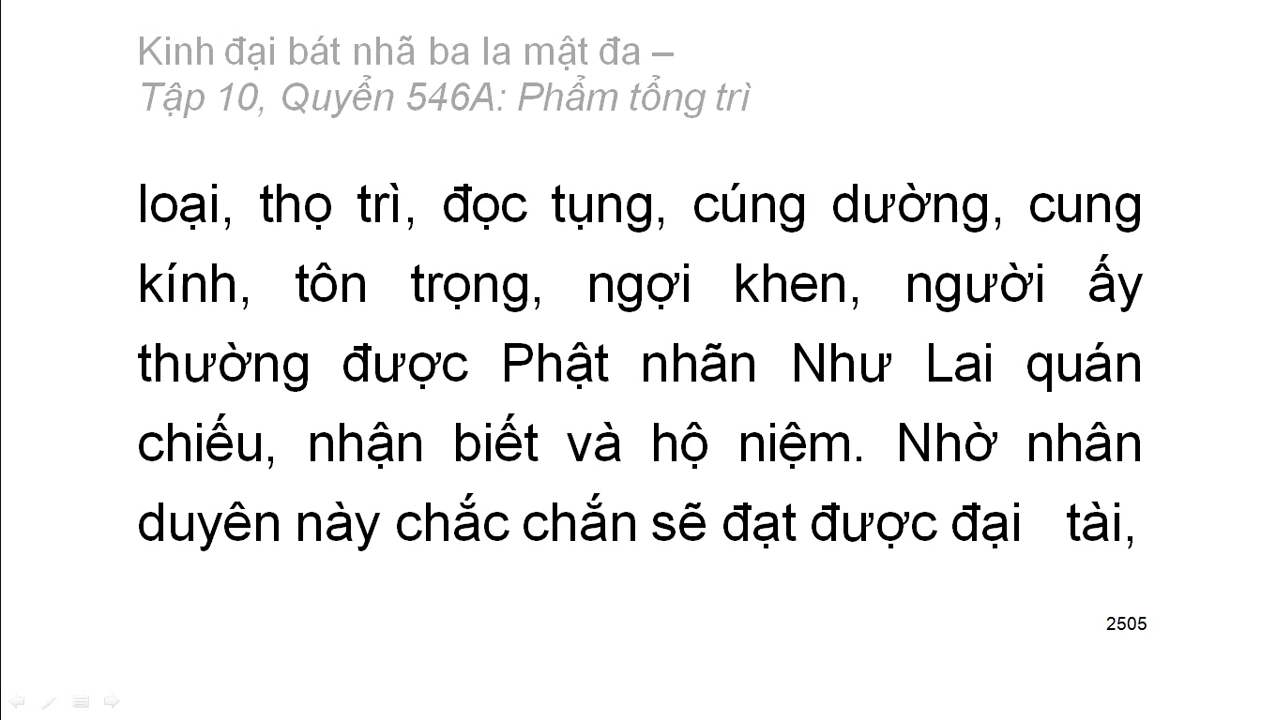 Kinh đại bát nhã ba la mật đa –
Tập 10, Quyển 546A: Phẩm tổng trì
loại, thọ trì, đọc tụng, cúng dường, cung
kính, tôn trọng, ngợi khen, người ấy
thường được Phật nhãn Như Lai quán
chiếu, nhận biết và hộ niệm. Nhờ nhân
duyên này chắc chắn sẽ đạt được đại tài,
2505